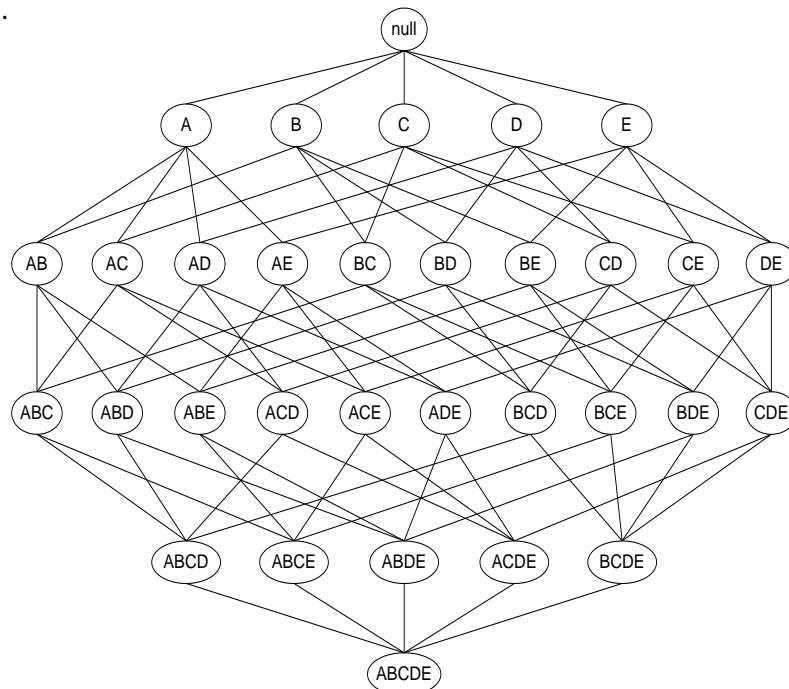 .
null
A B C D E
AB AC AD AE BC BD BE CD CE DE
ABC ABD ABE ACD ACE ADE BCD BCE BDE CDE
ABCD ABCE ABDE ACDE BCDE
ABCDE